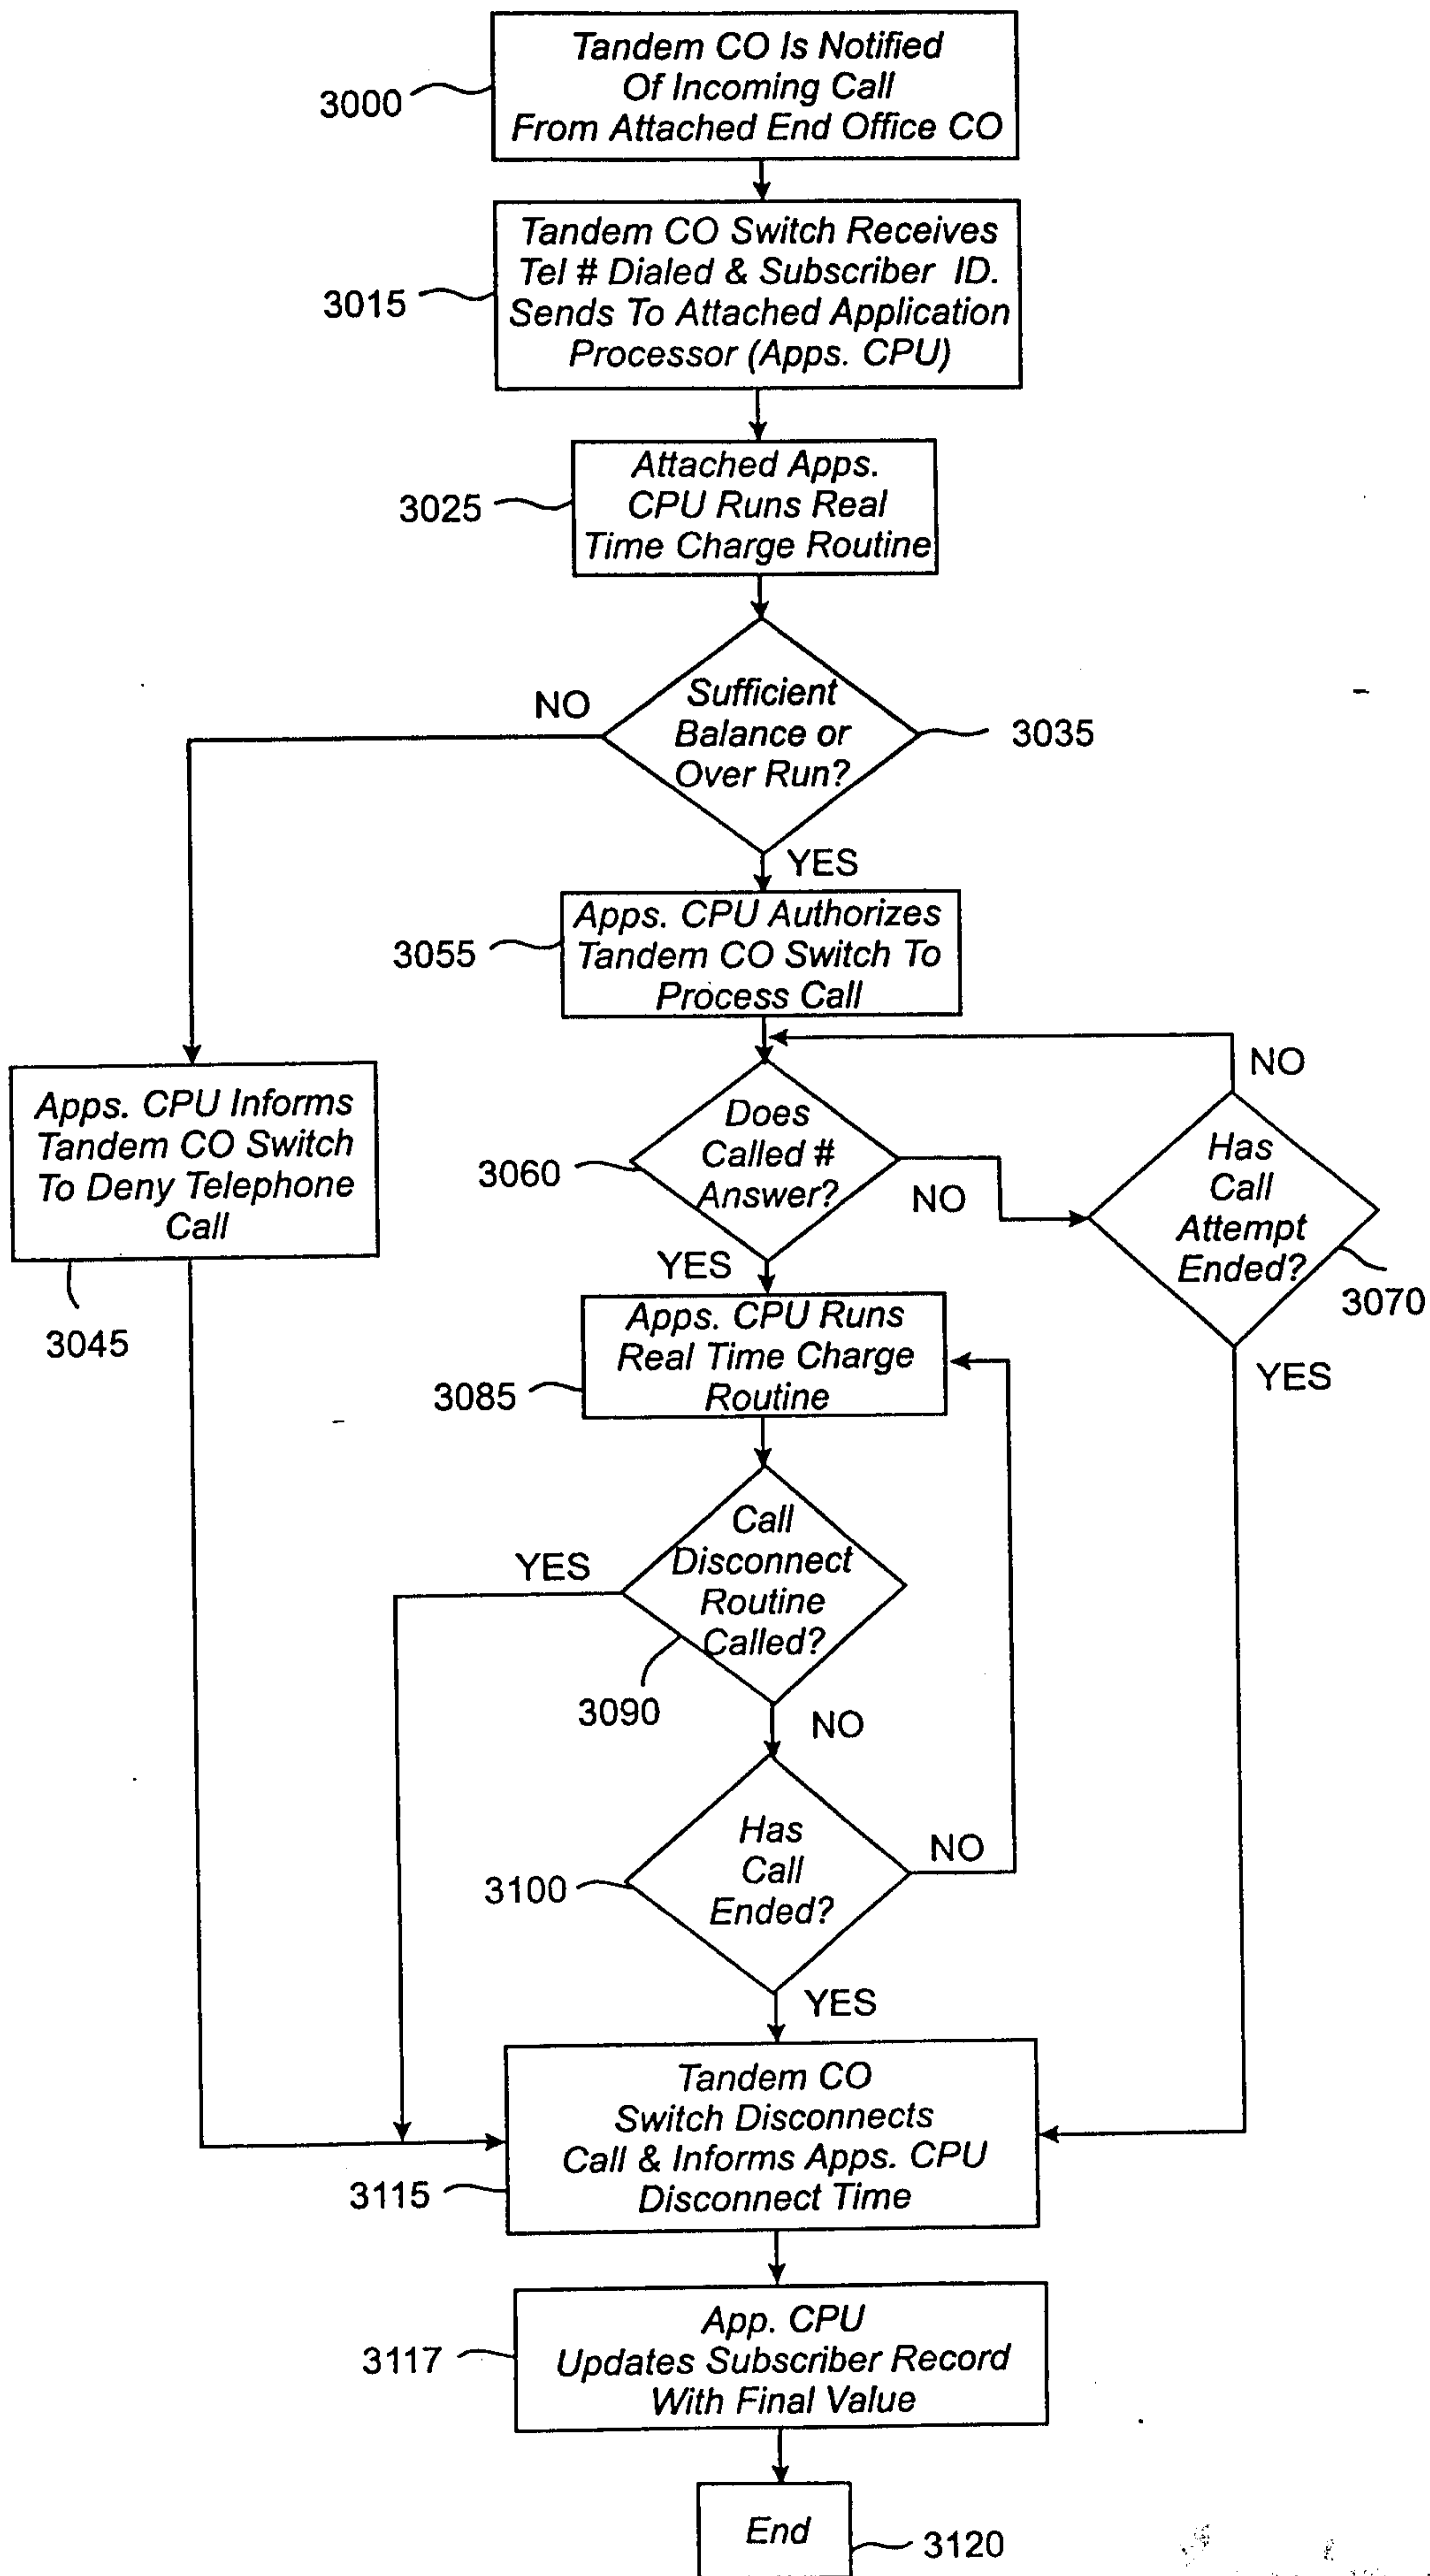 Tandem CO Is Notified
Of Incoming Call
From Attached End Office CO
3000
Tandem CO Switch Receives
Tel # Dialed & Subscriber ID.
Sends To Attached Application
Processor (Apps. CPU)
3015
Attached Apps.
CPU Runs Real
Time Charge Routine
3025
NO
Sufficient
Balance or
Over Run?
3035
YES
Apps. CPU Authorizes
Tandem CO Switch To
Process Call
3055
NO
Apps. CPU Informs
Tandem CO Switch
To Deny Telephone
Call
3045
Does
Called #
Answer?
3060
NO
Has
Call
Attempt
Ended?
3070
YES
YES
Apps. CPU Runs
Real Time Charge
Routine
3085
YES
Call
Disconnect
Routine
Called?
3090
NO
Has
Call
Ended?
3100
NO
YES
Tandem CO
Switch Disconnects
Call & Informs Apps. CPU
Disconnect Time
3115
App. CPU
Updates Subscriber Record
With Final Value
3117
End
3120